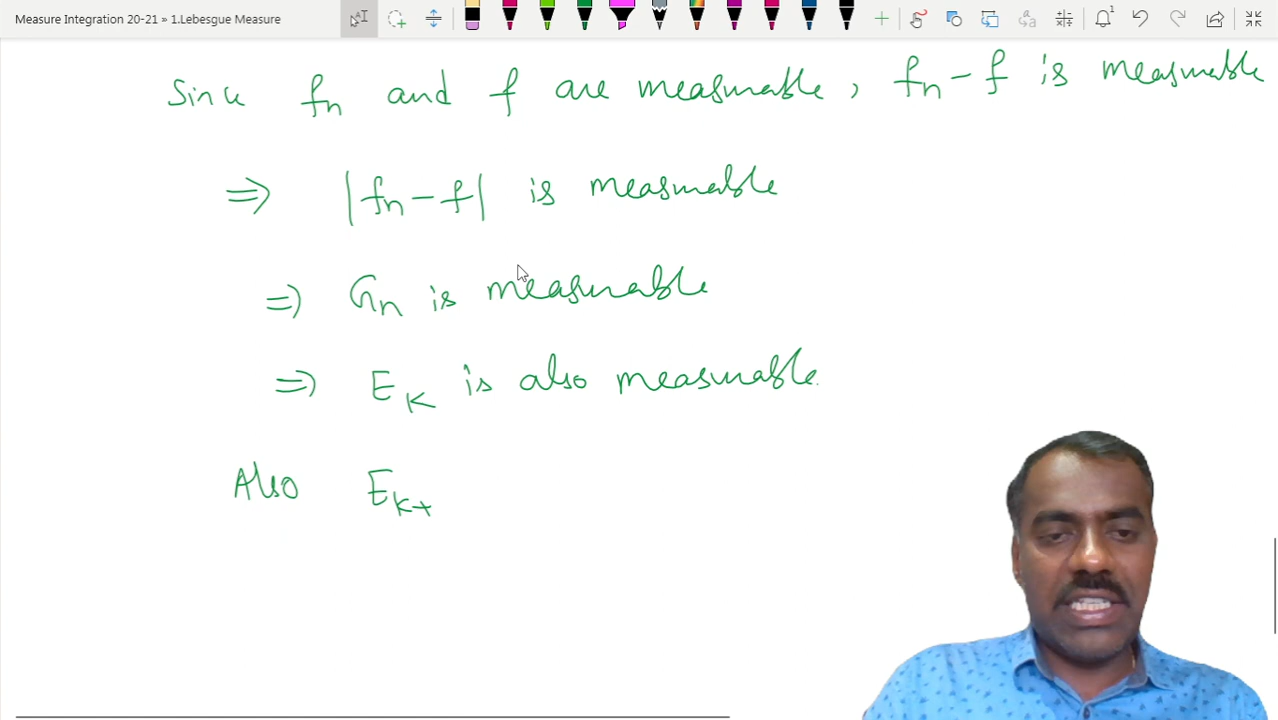 Measure Integration 20-21 » 1.Lebesgue Measure
Since fn and f are measurable, fn - f is measurable
⇒ |fn - f| is measurable
⇒ Gn is measurable
⇒ EK is also measurable.
Also EK+